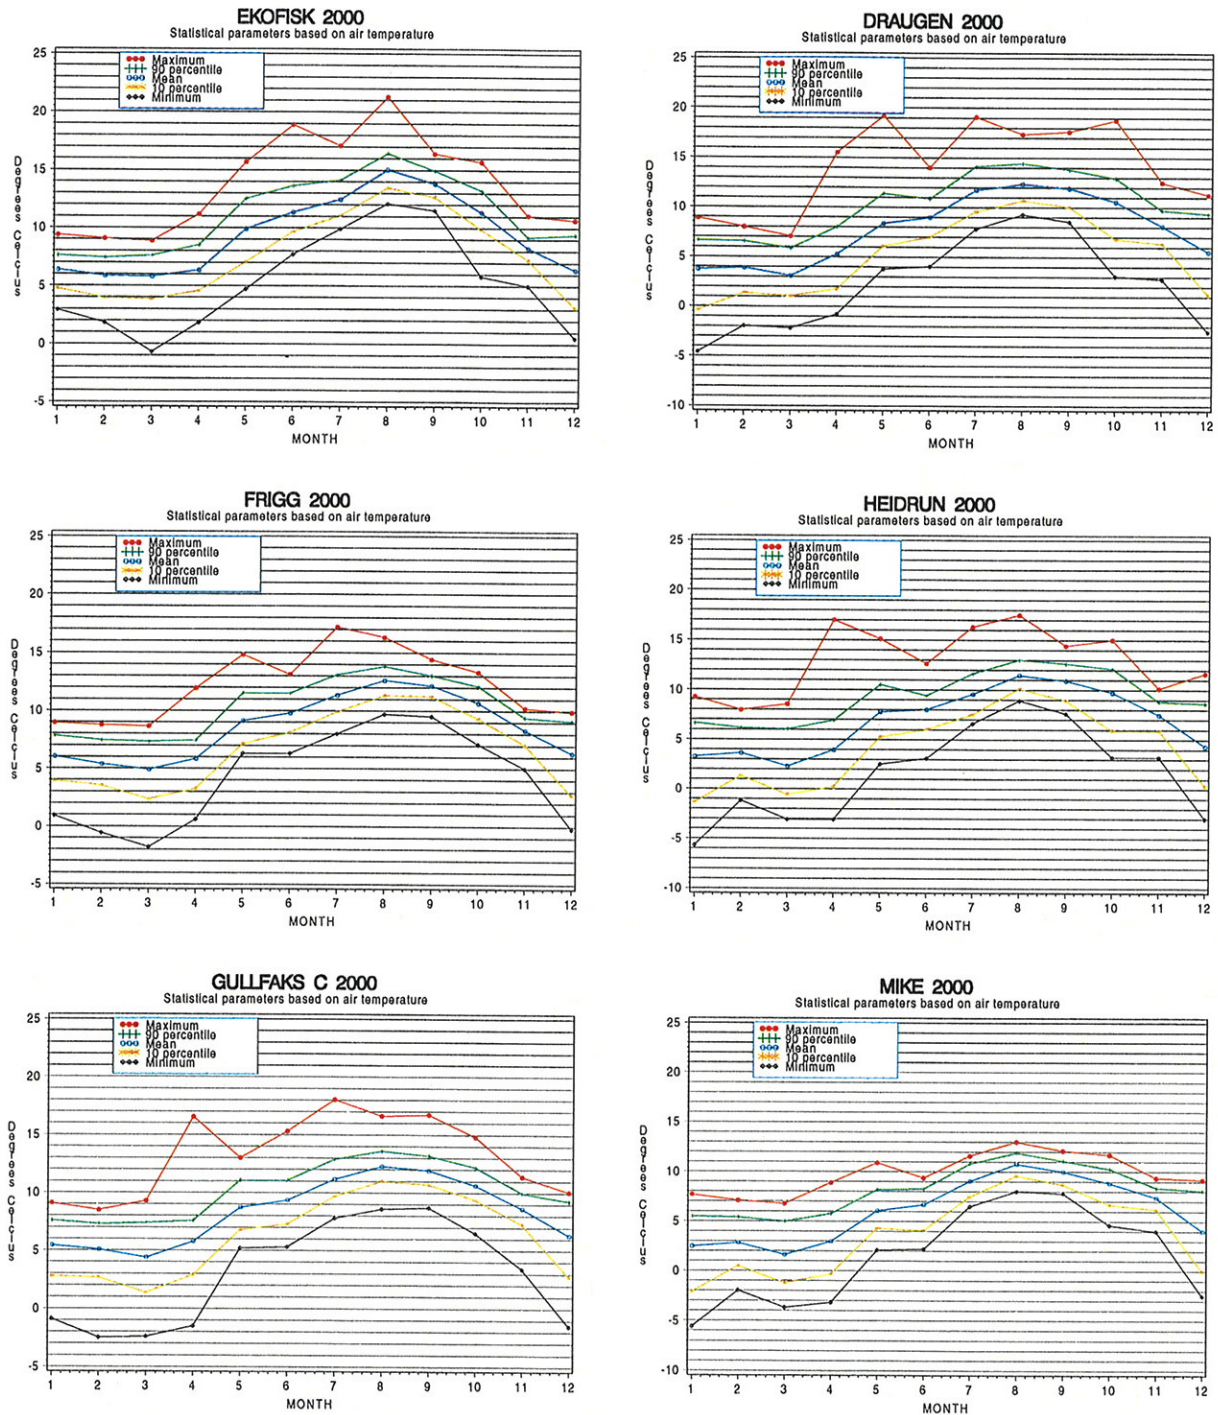 EKOFISK 2000
Statistical parameters based on air temperature
Maximum
90 percentile
Mean
10 percentile
Minimum
Degrees Celcius
25
20
15
10
5
0
-5
1 2 3 4 5 6 7 8 9 10 11 12
MONTH
DRAUGEN 2000
Statistical parameters based on air temperature
Maximum
90 percentile
Mean
10 percentile
Minimum
Degrees Celcius
25
20
15
10
5
0
-5
-10
1 2 3 4 5 6 7 8 9 10 11 12
MONTH
FRIGG 2000
Statistical parameters based on air temperature
Maximum
90 percentile
Mean
10 percentile
Minimum
Degrees Celcius
25
20
15
10
5
0
-5
1 2 3 4 5 6 7 8 9 10 11 12
MONTH
HEIDRUN 2000
Statistical parameters based on air temperature
Maximum
90 percentile
Mean
10 percentile
Minimum
Degrees Celcius
25
20
15
10
5
0
-5
-10
1 2 3 4 5 6 7 8 9 10 11 12
MONTH
GULLFAKS C 2000
Statistical parameters based on air temperature
Maximum
90 percentile
Mean
10 percentile
Minimum
Degrees Celcius
25
20
15
10
5
0
-5
1 2 3 4 5 6 7 8 9 10 11 12
MONTH
MIKE 2000
Statistical parameters based on air temperature
Maximum
90 percentile
Mean
10 percentile
Minimum
Degrees Celcius
25
20
15
10
5
0
-5
-10
1 2 3 4 5 6 7 8 9 10 11 12
MONTH